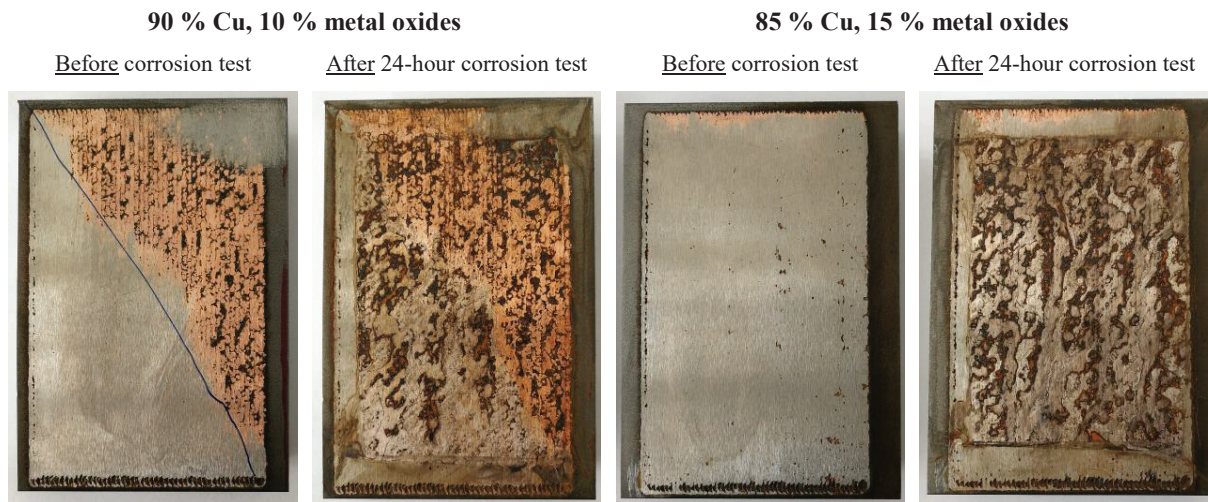 90 % Cu, 10 % metal oxides
85 % Cu, 15 % metal oxides
Before corrosion test
After 24-hour corrosion test
Before corrosion test
After 24-hour corrosion test